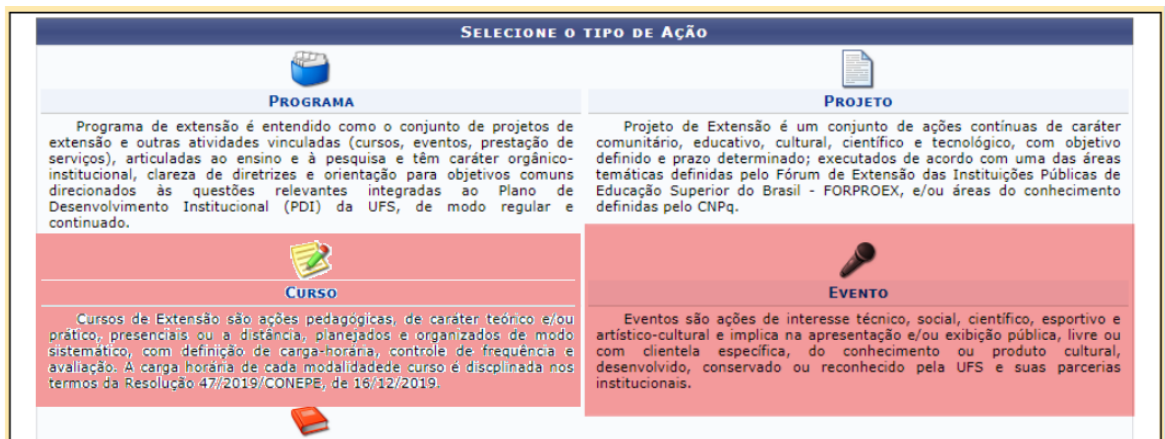 SELECIONE O TIPO DE AÇÃO
PROGRAMA
Programa de extensão é entendido como o conjunto de projetos de
extensão e outras atividades vinculadas (cursos, eventos, prestação de
serviços), articuladas ao ensino e à pesquisa e têm caráter orgânico-
institucional, clareza de diretrizes e orientação para objetivos comuns
direcionados às questões relevantes integradas ao Plano de
Desenvolvimento Institucional (PDI) da UFS, de modo regular e
continuado.
PROJETO
Projeto de Extensão é um conjunto de ações contínuas de caráter
comunitário, educativo, cultural, científico e tecnológico, com objetivo
definido e prazo determinado; executados de acordo com uma das áreas
temáticas definidas pelo Fórum de Extensão das Instituições Públicas de
Educação Superior do Brasil - FORPROEX, e/ou áreas do conhecimento
definidas pelo CNPq.
CURSO
Cursos de Extensão são ações pedagógicas, de caráter teórico e/ou
prático, presenciais ou a distância, planejados e organizados de modo
sistemático, com definição de carga-horária, controle de frequência e
avaliação. A carga horária de cada modalidadede curso é discplinada nos
termos da Resolução 47/2019/CONEPE, de 16/12/2019.
EVENTO
Eventos são ações de interesse técnico, social, científico, esportivo e
artístico-cultural e implica na apresentação e/ou exibição pública, livre ou
com clientela específica, do conhecimento ou produto cultural,
desenvolvido, conservado ou reconhecido pela UFS e suas parcerias
institucionais.